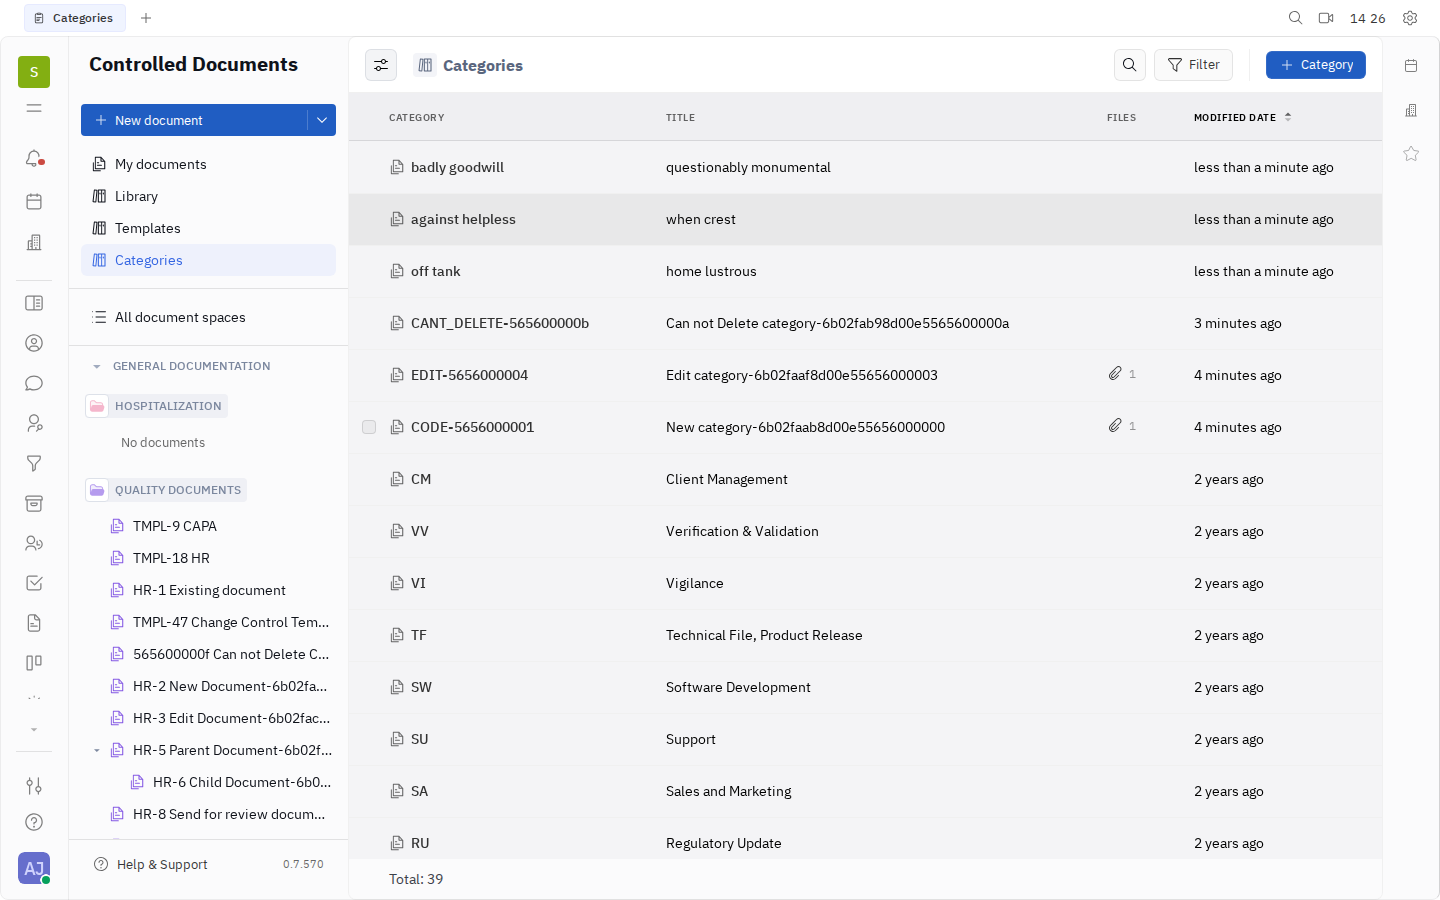 Categories
14 26
S
Controlled Documents
New document
My documents
Library
Templates
Categories
All document spaces
GENERAL DOCUMENTATION
HOSPITALIZATION
No documents
QUALITY DOCUMENTS
TMPL-9 CAPA
TMPL-18 HR
HR-1 Existing document
TMPL-47 Change Control Tem...
565600000f Can not Delete C...
HR-2 New Document-6b02fa...
HR-3 Edit Document-6b02fac...
HR-5 Parent Document-6b02f...
HR-6 Child Document-6b0...
HR-8 Send for review docum...
Help & Support 0.7.570
AJ
Categories
Filter
Category
CATEGORY TITLE FILES MODIFIED DATE
badly goodwill questionably monumental less than a minute ago
against helpless when crest less than a minute ago
off tank home lustrous less than a minute ago
CANT_DELETE-565600000b Can not Delete category-6b02fab98d00e5565600000a 3 minutes ago
EDIT-5656000004 Edit category-6b02faaf8d00e55656000003 1 4 minutes ago
CODE-5656000001 New category-6b02faab8d00e55656000000 1 4 minutes ago
CM Client Management 2 years ago
VV Verification & Validation 2 years ago
VI Vigilance 2 years ago
TF Technical File, Product Release 2 years ago
SW Software Development 2 years ago
SU Support 2 years ago
SA Sales and Marketing 2 years ago
RU Regulatory Update 2 years ago
Total: 39